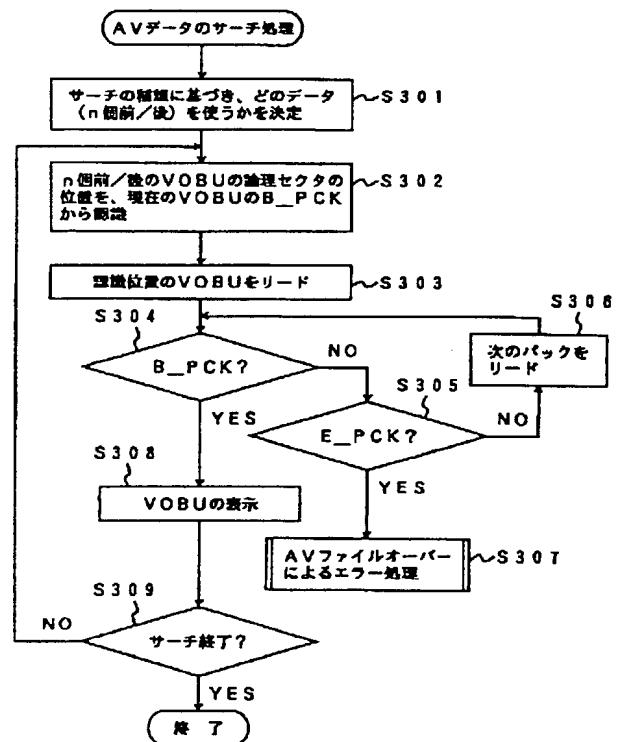 AVデータのサーチ処理
サーチの種類に基づき、どのデータ
(n個前/後)を使うかを決定
S301
n個前/後のVOBUの論理セクタの
位置を、現在のVOBUのB_PCK
から認識
S302
認識位置のVOBUをリード
S303
S304
B_PCK?
NO
YES
S305
E_PCK?
NO
YES
S306
次のパックを
リード
S307
AVファイルオーバー
によるエラー処理
S308
VOBUの表示
S309
サーチ終了?
NO
YES
終了